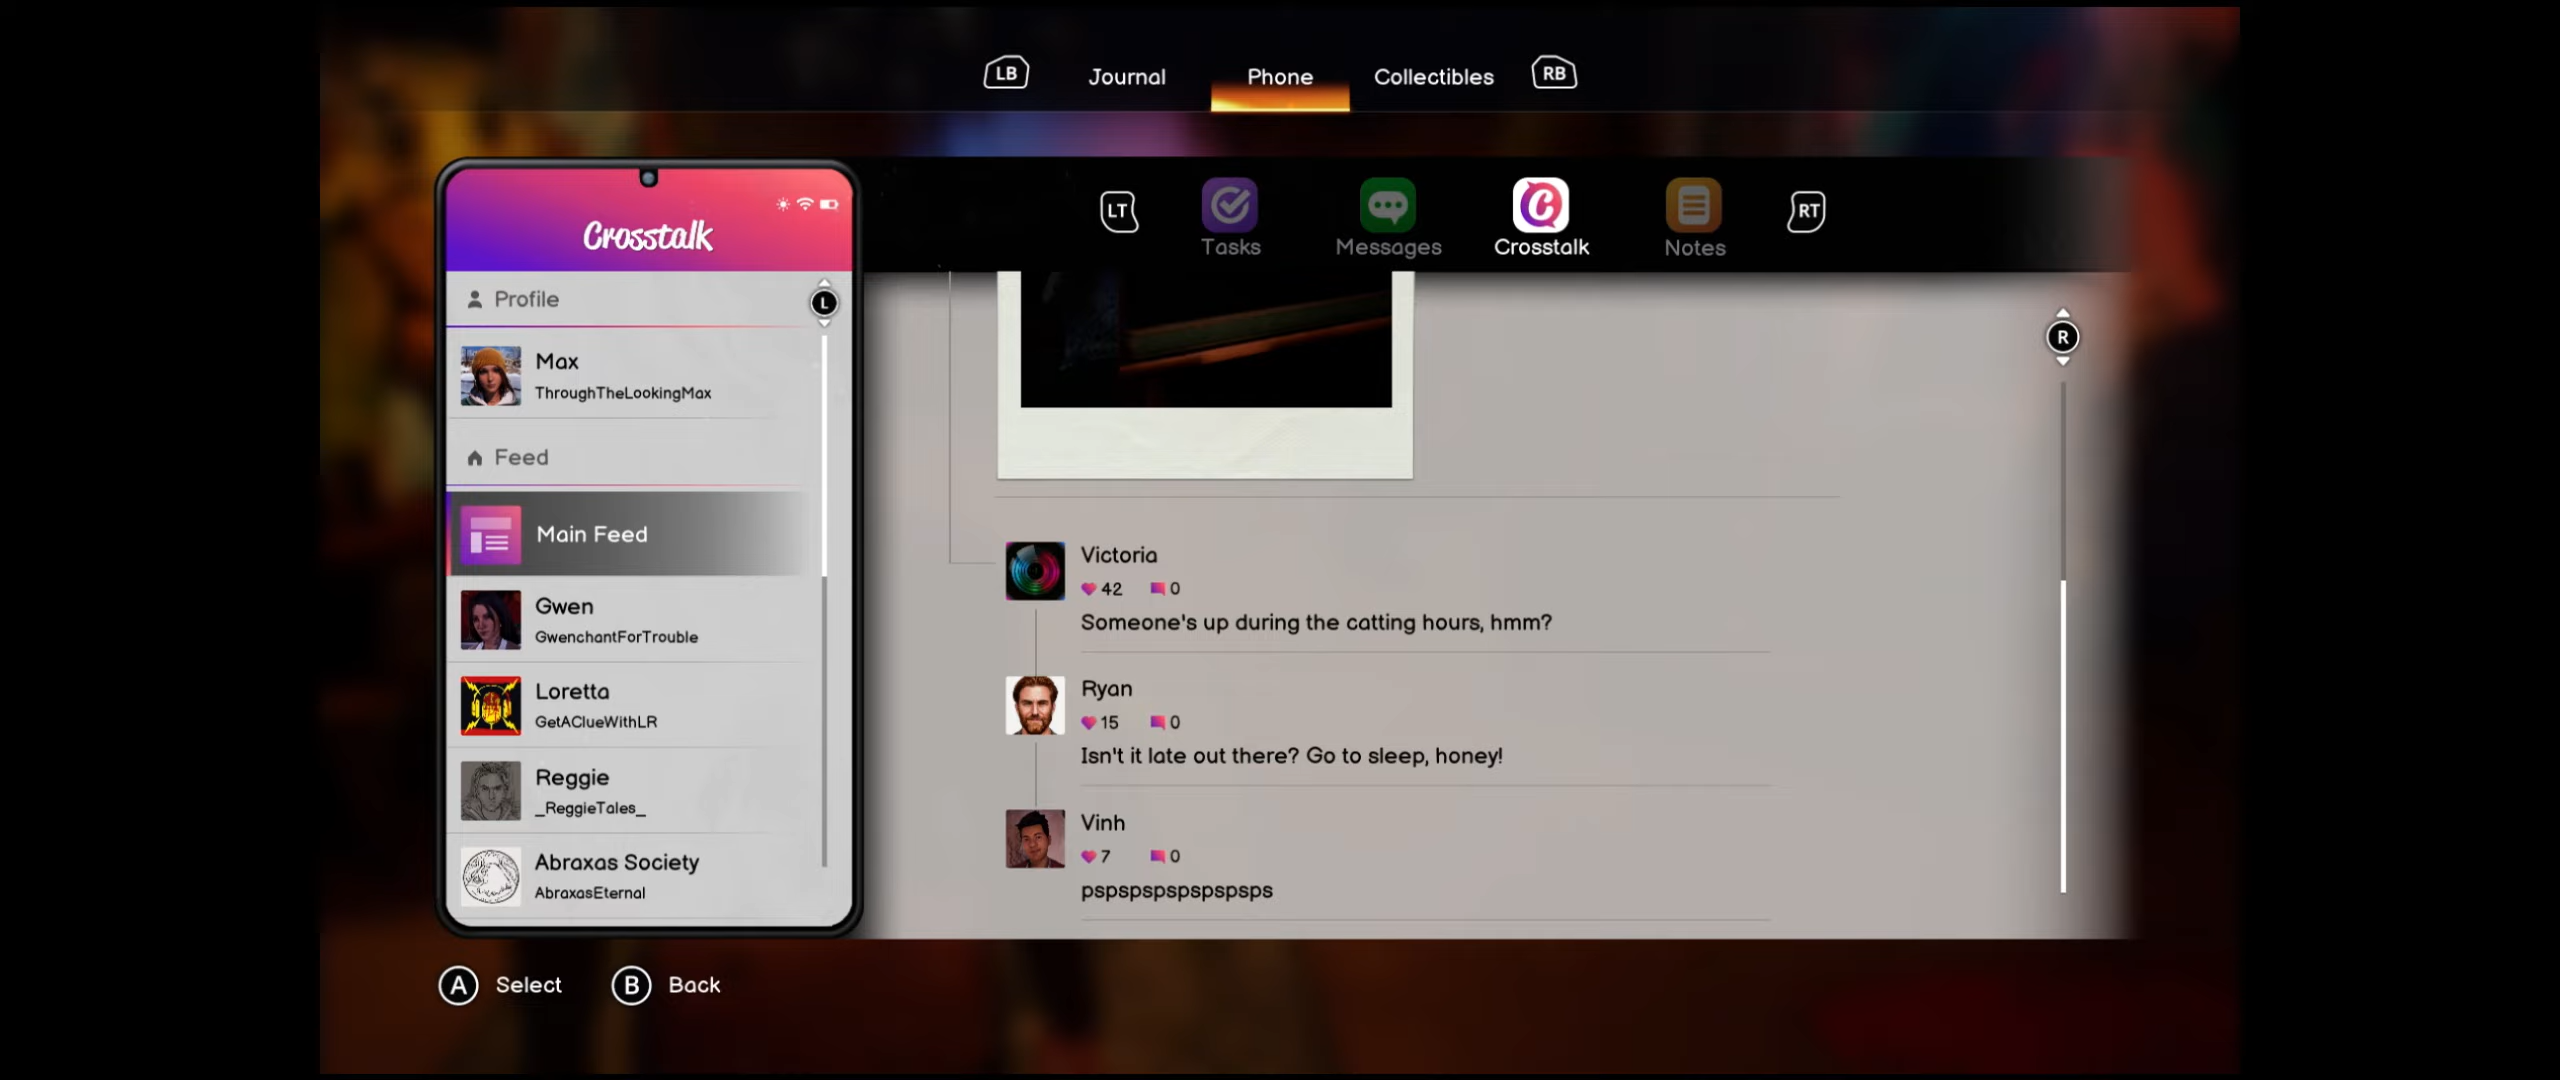 LB
Journal
Phone
Collectibles
RB
Crosstalk
LT
Tasks
Messages
Crosstalk
Notes
RT
Profile
L
Max
ThroughTheLookingMax
Feed
Main Feed
Gwen
GwenchantForTrouble
Loretta
GetAClueWithLR
Reggie
_ReggieTales_
Abraxas Society
AbraxasEternal
R
Victoria
42 0
Someone's up during the catting hours, hmm?
Ryan
15 0
Isn't it late out there? Go to sleep, honey!
Vinh
7 0
pspspspspspspsps
A Select B Back